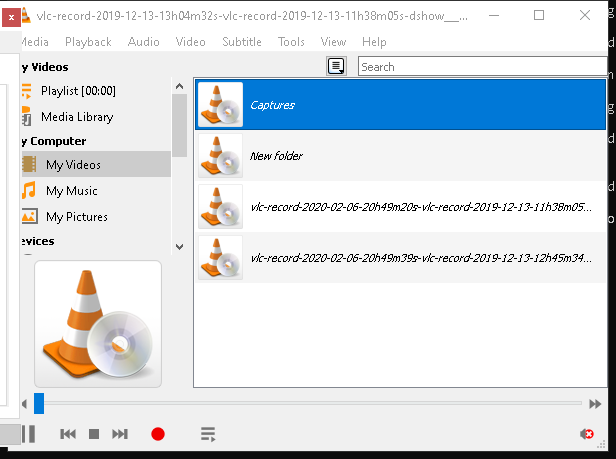 vlc-record-2019-12-13-13h04m32s-vlc-record-2019-12-13-11h38m05s-dshow___...
Media Playback Audio Video Subtitle Tools View Help
y Videos
Search
Playlist [00:00]
Media Library
y Computer
My Videos
My Music
My Pictures
evices
Captures
New folder
vlc-record-2020-02-06-20h49m20s-vlc-record-2019-12-13-11h38m05...
vlc-record-2020-02-06-20h49m39s-vlc-record-2019-12-13-12h45m34...